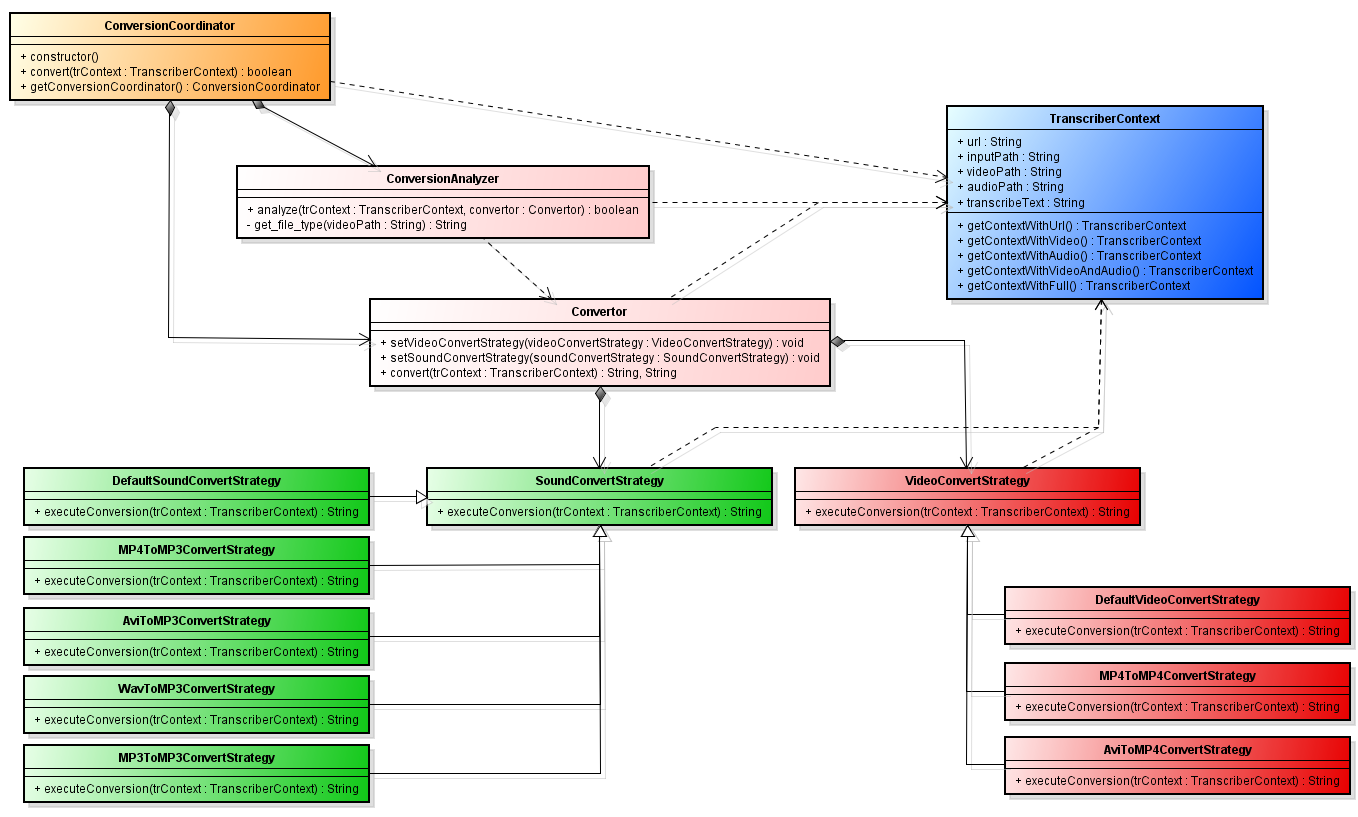 ConversionCoordinator
+ constructor()
+ convert(trContext : TranscriberContext) : boolean
+ getConversionCoordinator() : ConversionCoordinator
TranscriberContext
+ url : String
+ inputPath : String
+ videoPath : String
+ audioPath : String
+ transcribeText : String
+ getContextWithUrl() : TranscriberContext
+ getContextWithVideo() : TranscriberContext
+ getContextWithAudio() : TranscriberContext
+ getContextWithVideoAndAudio() : TranscriberContext
+ getContextWithFull() : TranscriberContext
ConversionAnalyzer
+ analyze(trContext : TranscriberContext, convertor : Convertor) : boolean
- get_file_type(videoPath : String) : String
Convertor
+ setVideoConvertStrategy(videoConvertStrategy : VideoConvertStrategy) : void
+ setSoundConvertStrategy(soundConvertStrategy : SoundConvertStrategy) : void
+ convert(trContext : TranscriberContext) : String, String
DefaultSoundConvertStrategy
+ executeConversion(trContext : TranscriberContext) : String
SoundConvertStrategy
+ executeConversion(trContext : TranscriberContext) : String
VideoConvertStrategy
+ executeConversion(trContext : TranscriberContext) : String
MP4ToMP3ConvertStrategy
+ executeConversion(trContext : TranscriberContext) : String
AviToMP3ConvertStrategy
+ executeConversion(trContext : TranscriberContext) : String
WavToMP3ConvertStrategy
+ executeConversion(trContext : TranscriberContext) : String
MP3ToMP3ConvertStrategy
+ executeConversion(trContext : TranscriberContext) : String
DefaultVideoConvertStrategy
+ executeConversion(trContext : TranscriberContext) : String
MP4ToMP4ConvertStrategy
+ executeConversion(trContext : TranscriberContext) : String
AviToMP4ConvertStrategy
+ executeConversion(trContext : TranscriberContext) : String